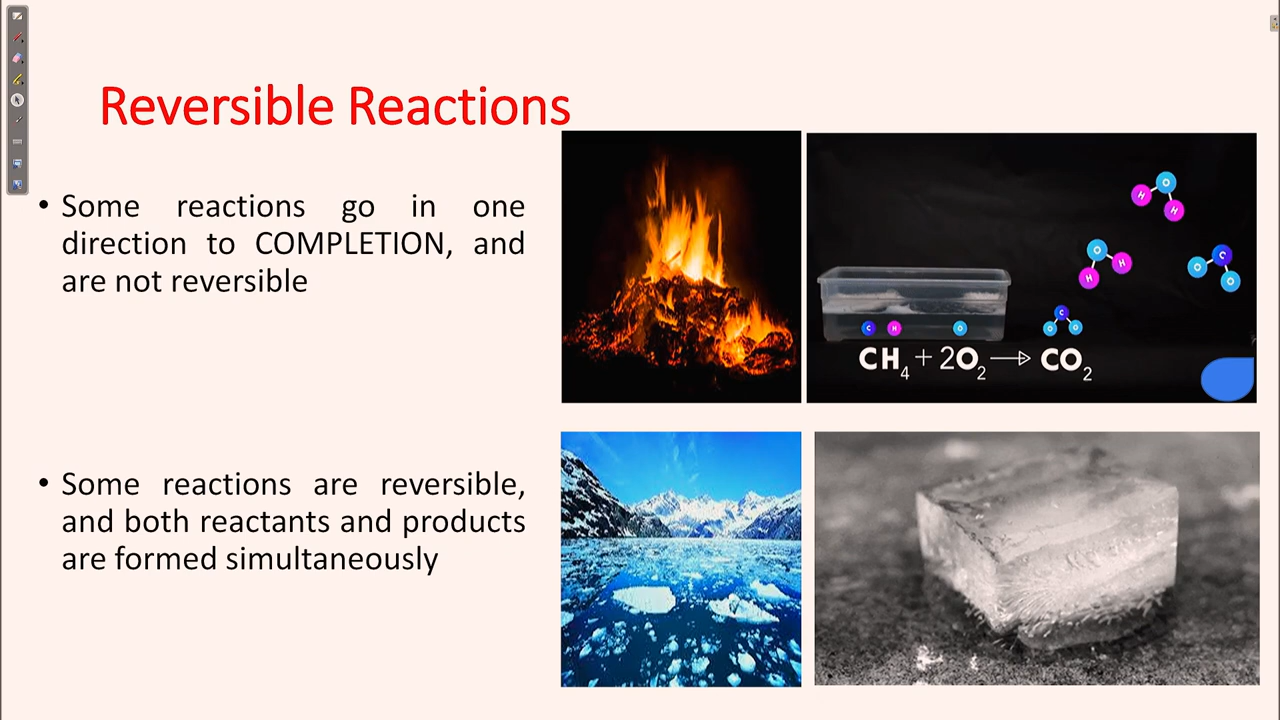 Reversible Reactions
• Some reactions go in one
direction to COMPLETION, and
are not reversible
H O H
O H H
O C O
C H O
C O O
CH₄ + 2O₂ → CO₂
• Some reactions are reversible,
and both reactants and products
are formed simultaneously